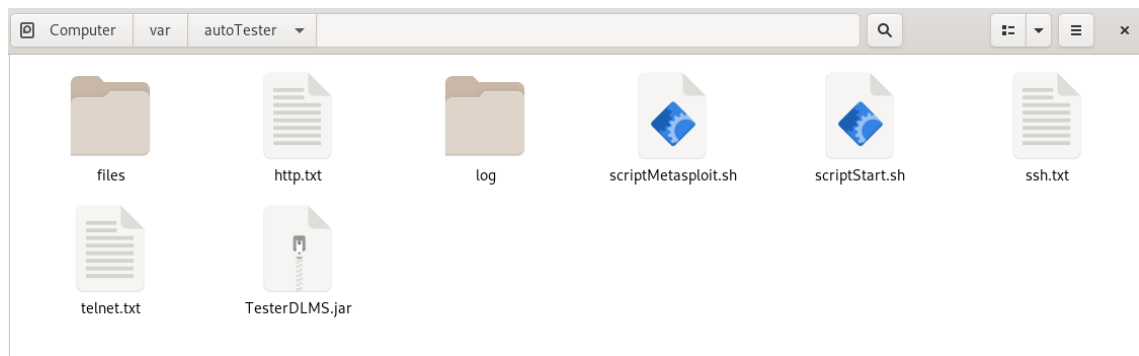 Computer var autoTester
files http.txt log scriptMetasploit.sh scriptStart.sh ssh.txt
telnet.txt TesterDLMS.jar